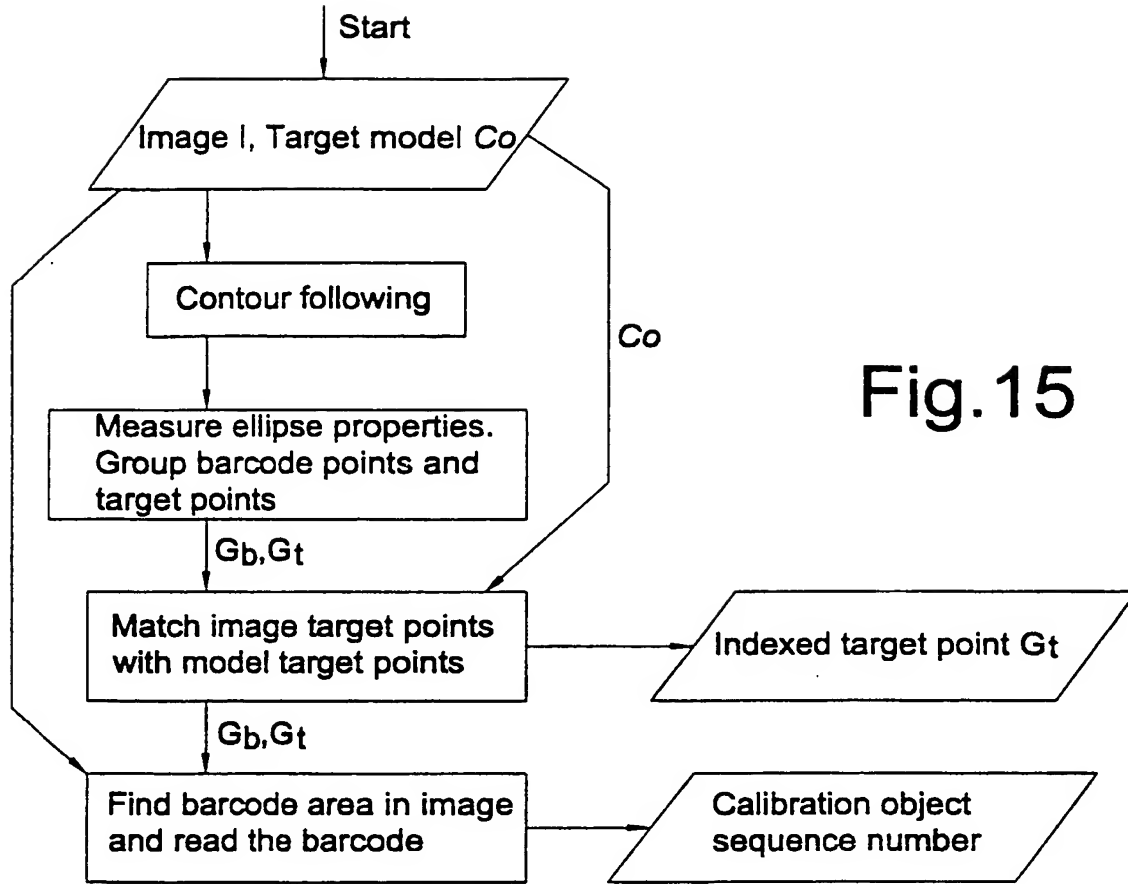 Start
Image I, Target model Co
Contour following
Co
Fig.15
Measure ellipse properties.
Group barcode points and
target points
Gb,Gt
Match image target points
with model target points
Indexed target point Gt
Gb,Gt
Find barcode area in image
and read the barcode
Calibration object
sequence number